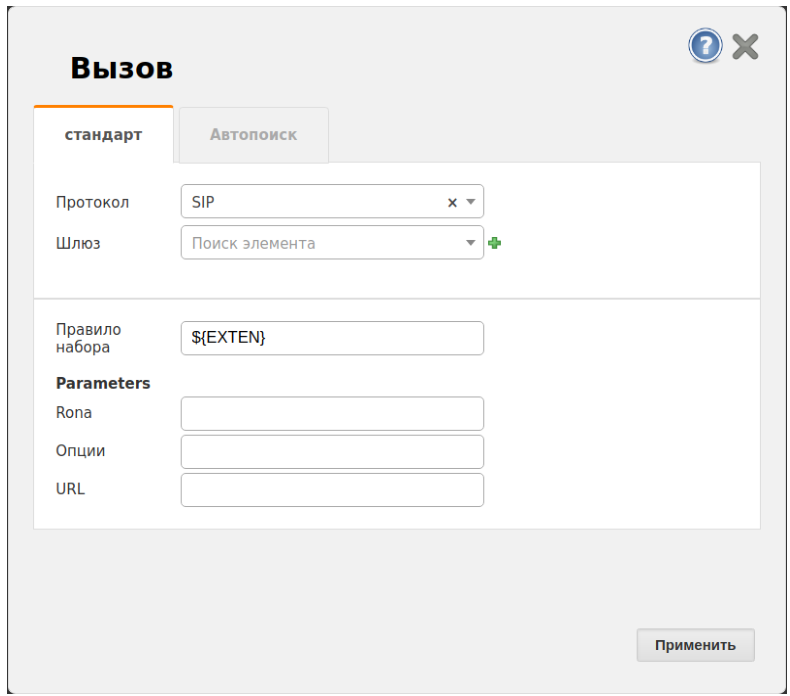 ?
Вызов
стандарт
Автопоиск
Протокол
SIP
×
Шлюз
Поиск элемента
Правило
набора
${EXTEN}
Parameters
Rona
Опции
URL
Применить